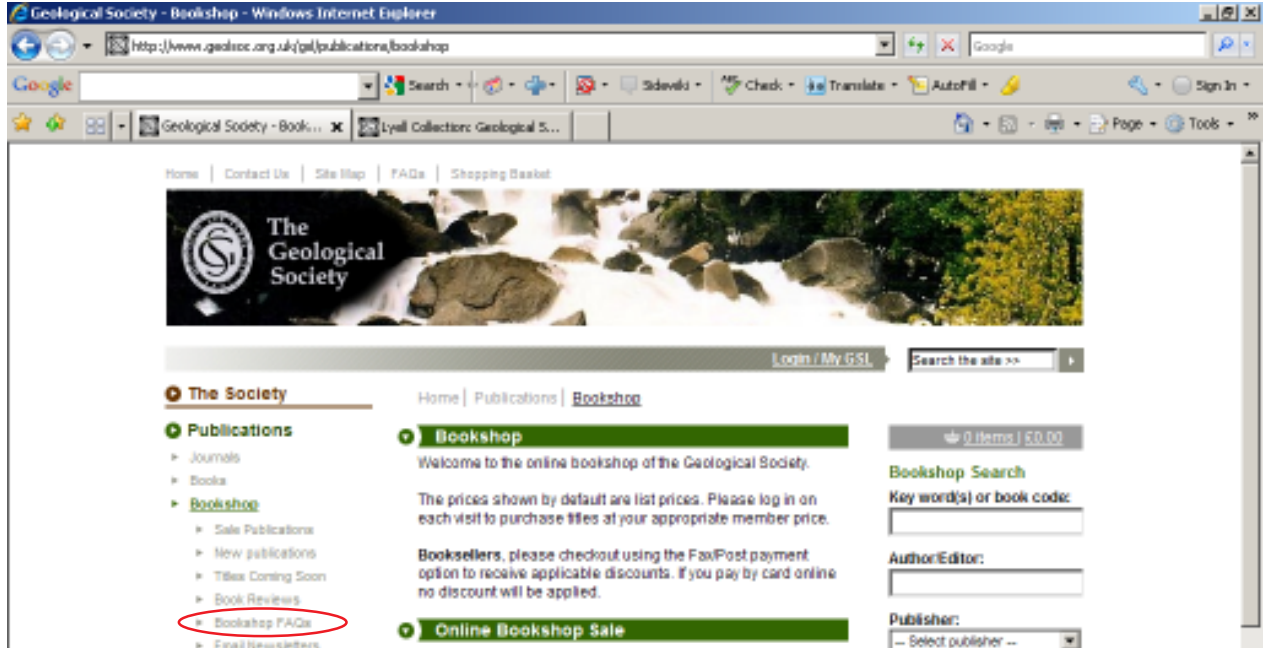 Geological Society - Bookshop - Windows Internet Explorer
http://www.geolsoc.org.uk/gsl/publications/bookshop
Google
Google
Search
Sidewiki
Check
Translate
AutoFill
Sign In
Geological Society - Book...
Lyell Collection: Geological S...
Page
Tools
Home | Contact Us | Site Map | FAQs | Shopping Basket
The
Geological
Society
Login / My GSL
Search the site >>
The Society
Home | Publications | Bookshop
Publications
Journals
Books
Bookshop
Sale Publications
New publications
Titles Coming Soon
Book Reviews
Bookshop FAQs
Email Newsletters
Bookshop
Welcome to the online bookshop of the Geological Society.
The prices shown by default are list prices. Please log in on
each visit to purchase titles at your appropriate member price.
Booksellers, please checkout using the Fax/Post payment
option to receive applicable discounts. If you pay by card online
no discount will be applied.
Online Bookshop Sale
0 items | £0.00
Bookshop Search
Key word(s) or book code:
Author/Editor:
Publisher:
-- Select publisher --